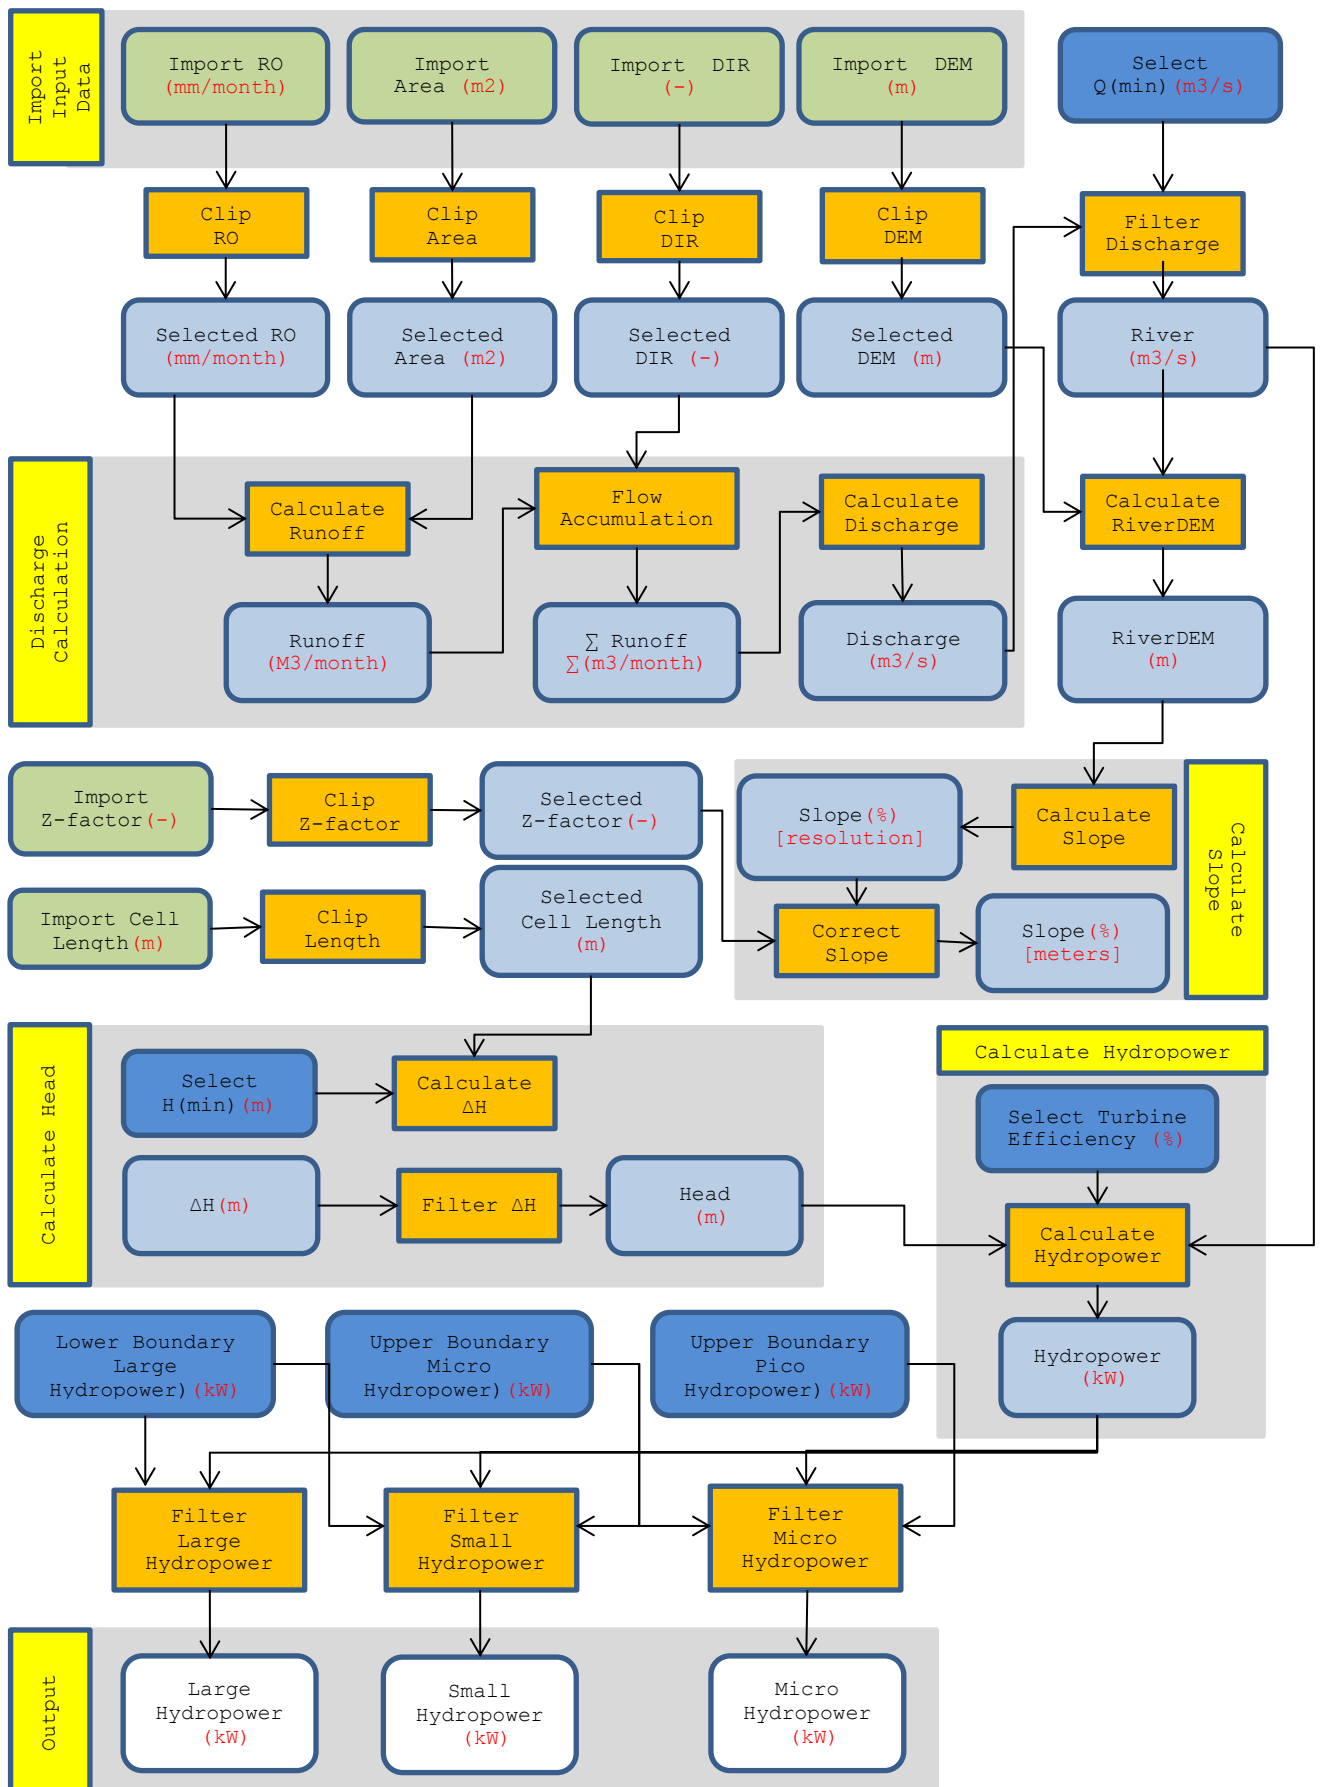 Import
Input
Data
Import RO
(mm/month)
Import
Area (m2)
Import  DIR
(-)
Import  DEM
(m)
Select
Q(min)(m3/s)
Clip
RO
Clip
Area
Clip
DIR
Clip
DEM
Filter
Discharge
Selected RO
(mm/month)
Selected
Area (m2)
Selected
DIR (-)
Selected
DEM (m)
River
(m3/s)
Discharge
Calculation
Calculate
Runoff
Flow
Accumulation
Calculate
Discharge
Calculate
RiverDEM
Runoff
(M3/month)
∑ Runoff
∑(m3/month)
Discharge
(m3/s)
RiverDEM
(m)
Import
Z-factor(-)
Clip
Z-factor
Selected
Z-factor(-)
Slope(%)
[resolution]
Calculate
Slope
Calculate
Slope
Import Cell
Length(m)
Clip
Length
Selected
Cell Length
(m)
Correct
Slope
Slope(%)
[meters]
Calculate Head
Select
H(min)(m)
Calculate
ΔH
Calculate Hydropower
Select Turbine
Efficiency (%)
ΔH(m)
Filter ΔH
Head
(m)
Calculate
Hydropower
Lower Boundary
Large
Hydropower)(kW)
Upper Boundary
Micro
Hydropower)(kW)
Upper Boundary
Pico
Hydropower)(kW)
Hydropower
(kW)
Filter
Large
Hydropower
Filter
Small
Hydropower
Filter
Micro
Hydropower
Output
Large
Hydropower
(kW)
Small
Hydropower
(kW)
Micro
Hydropower
(kW)